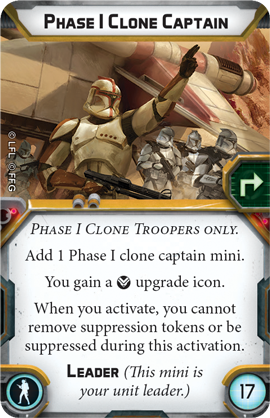 PHASE I CLONE CAPTAIN
© LFL © FFG
PHASE I CLONE TROOPERS ONLY.
Add 1 Phase I clone captain mini.
You gain a upgrade icon.
When you activate, you cannot
remove suppression tokens or be
suppressed during this activation.
LEADER (This mini is
your unit leader.)
17